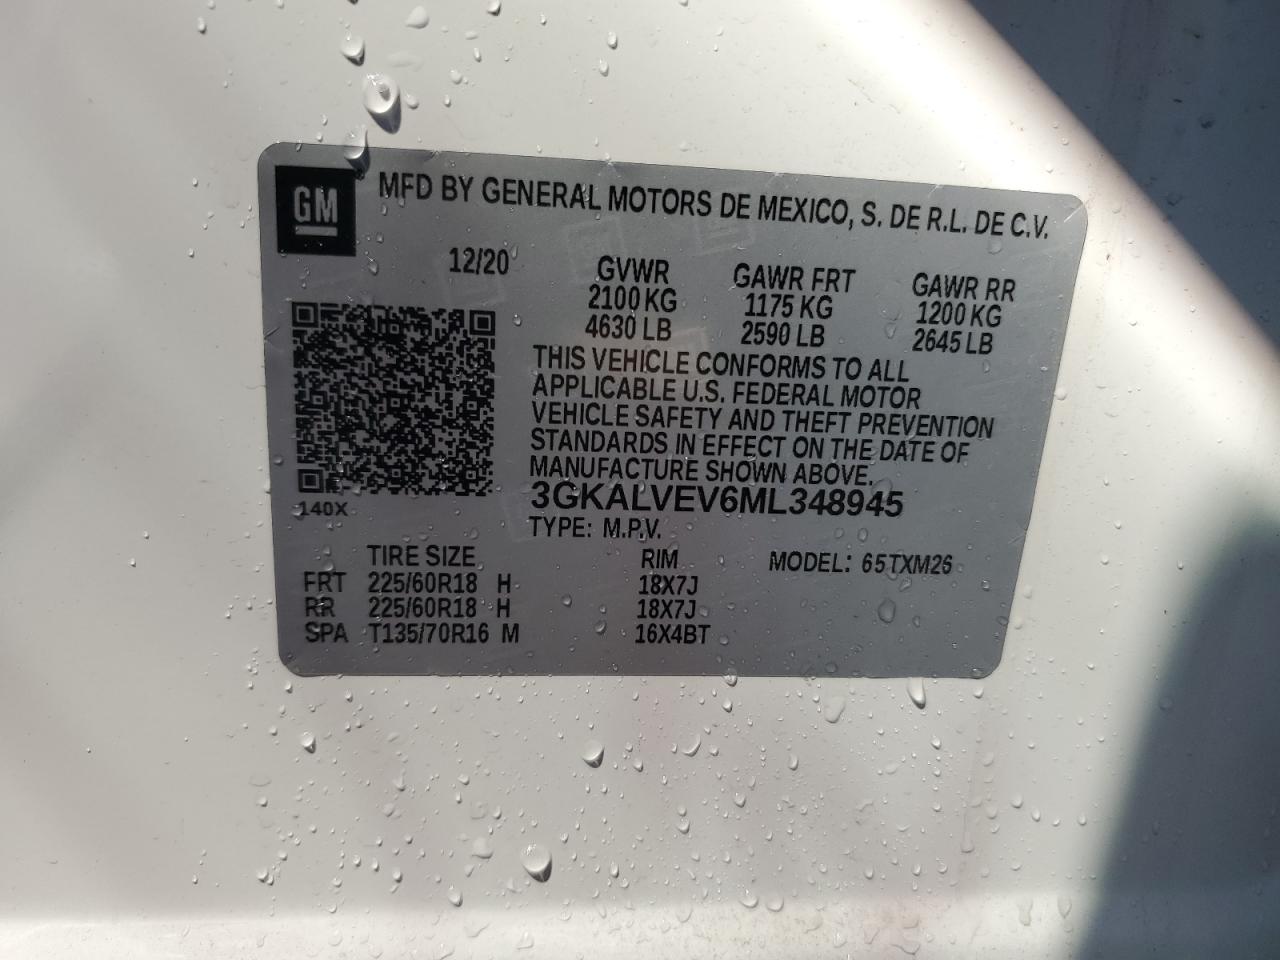 GM
MFD BY GENERAL MOTORS DE MEXICO, S. DE R.L. DE C.V.
12/20 GVWR GAWR FRT GAWR RR
2100 KG 1175 KG 1200 KG
4630 LB 2590 LB 2645 LB
THIS VEHICLE CONFORMS TO ALL
APPLICABLE U.S. FEDERAL MOTOR
VEHICLE SAFETY AND THEFT PREVENTION
STANDARDS IN EFFECT ON THE DATE OF
MANUFACTURE SHOWN ABOVE.
3GKALVEV6ML348945
140X
TYPE: M.P.V.
TIRE SIZE RIM MODEL: 65TXM26
FRT 225/60R18 H 18X7J
RR 225/60R18 H 18X7J
SPA T135/70R16 M 16X4BT